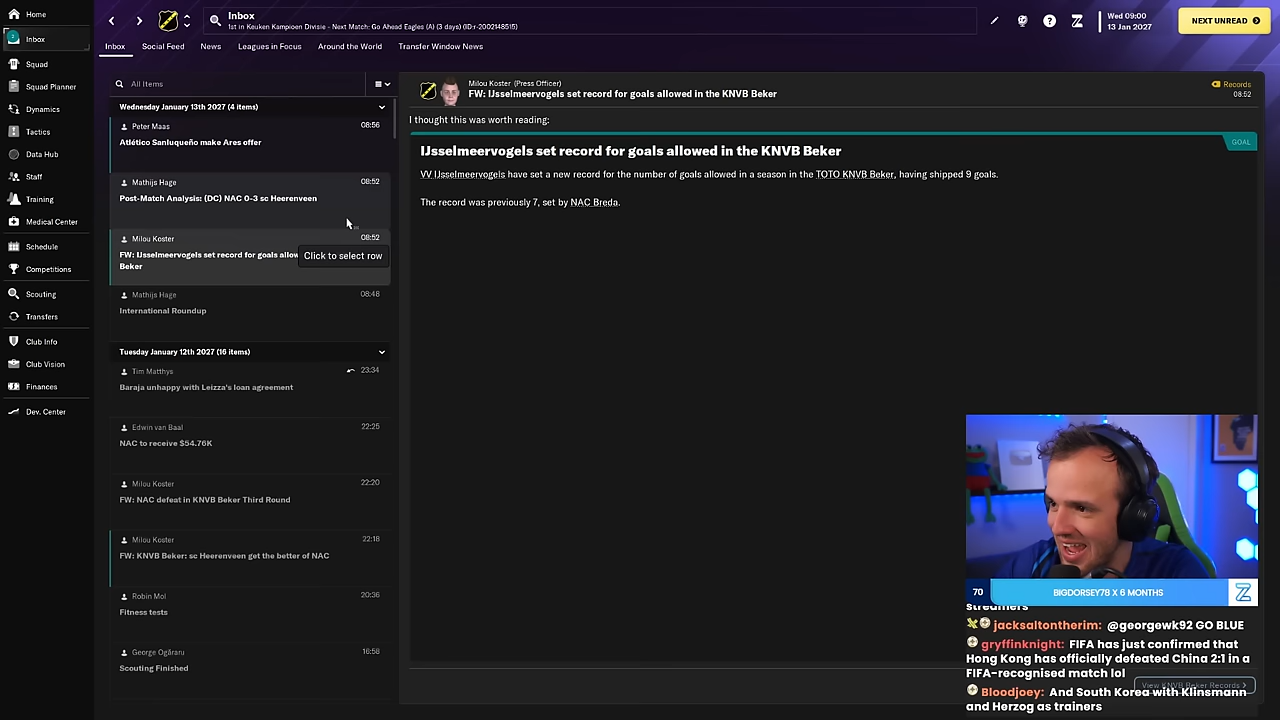 Home
Inbox
Squad
Squad Planner
Dynamics
Tactics
Data Hub
Staff
Training
Medical Center
Schedule
Competitions
Scouting
Transfers
Club Info
Club Vision
Finances
Dev. Center
Inbox
1st in Keuken Kampioen Divisie - Next Match: Go Ahead Eagles (A) (3 days) (ID:r-2002148515)
Wed 09:00
13 Jan 2027
NEXT UNREAD
Inbox
Social Feed
News
Leagues in Focus
Around the World
Transfer Window News
All Items
Wednesday January 13th 2027 (4 items)
Peter Maas
08:56
Atlético Sanluqueño make Ares offer
Mathijs Hage
08:52
Post-Match Analysis: (DC) NAC 0-3 sc Heerenveen
Milou Koster
08:52
FW: IJsselmeervogels set record for goals allow
Beker
Click to select row
Mathijs Hage
08:48
International Roundup
Tuesday January 12th 2027 (16 items)
Tim Matthys
23:34
Baraja unhappy with Leizza's loan agreement
Edwin van Baal
22:25
NAC to receive $54.76K
Milou Koster
22:20
FW: NAC defeat in KNVB Beker Third Round
Milou Koster
22:18
FW: KNVB Beker: sc Heerenveen get the better of NAC
Robin Mol
20:36
Fitness tests
George Ogăraru
16:58
Scouting Finished
Milou Koster (Press Officer)
FW: IJsselmeervogels set record for goals allowed in the KNVB Beker
Records
08:52
I thought this was worth reading:
GOAL
IJsselmeervogels set record for goals allowed in the KNVB Beker
VV IJsselmeervogels have set a new record for the number of goals allowed in a season in the TOTO KNVB Beker, having shipped 9 goals.
The record was previously 7, set by NAC Breda.
70
BIGDORSEY78 X 6 MONTHS
Z
streamers
jacksaltontherim: @georgewk92 GO BLUE
gryffinknight: FIFA has just confirmed that
Hong Kong has officially defeated China 2:1 in a
FIFA-recognised match lol
View KNVB Beker Records
Bloodjoey: And South Korea with Klinsmann
and Herzog as trainers